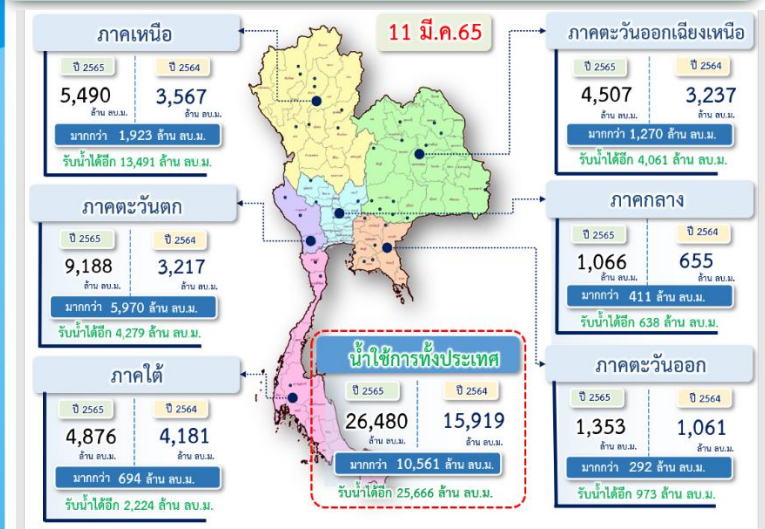 11 มี.ค.65
ภาคเหนือ
ปี 2565 ปี 2564
5,490 3,567
ล้าน ลบ.ม. ล้าน ลบ.ม.
มากกว่า 1,923 ล้าน ลบ.ม.
รับน้ำได้อีก 13,491 ล้าน ลบ.ม.
ภาคตะวันออกเฉียงเหนือ
ปี 2565 ปี 2564
4,507 3,237
ล้าน ลบ.ม. ล้าน ลบ.ม.
มากกว่า 1,270 ล้าน ลบ.ม.
รับน้ำได้อีก 4,061 ล้าน ลบ.ม.
ภาคตะวันตก
ปี 2565 ปี 2564
9,188 3,217
ล้าน ลบ.ม. ล้าน ลบ.ม.
มากกว่า 5,970 ล้าน ลบ.ม.
รับน้ำได้อีก 4,279 ล้าน ลบ.ม.
ภาคกลาง
ปี 2565 ปี 2564
1,066 655
ล้าน ลบ.ม. ล้าน ลบ.ม.
มากกว่า 411 ล้าน ลบ.ม.
รับน้ำได้อีก 638 ล้าน ลบ.ม.
ภาคใต้
ปี 2565 ปี 2564
4,876 4,181
ล้าน ลบ.ม. ล้าน ลบ.ม.
มากกว่า 694 ล้าน ลบ.ม.
รับน้ำได้อีก 2,224 ล้าน ลบ.ม.
น้ำใช้การทั้งประเทศ
ปี 2565 ปี 2564
26,480 15,919
ล้าน ลบ.ม. ล้าน ลบ.ม.
มากกว่า 10,561 ล้าน ลบ.ม.
รับน้ำได้อีก 25,666 ล้าน ลบ.ม.
ภาคตะวันออก
ปี 2565 ปี 2564
1,353 1,061
ล้าน ลบ.ม. ล้าน ลบ.ม.
มากกว่า 292 ล้าน ลบ.ม.
รับน้ำได้อีก 973 ล้าน ลบ.ม.